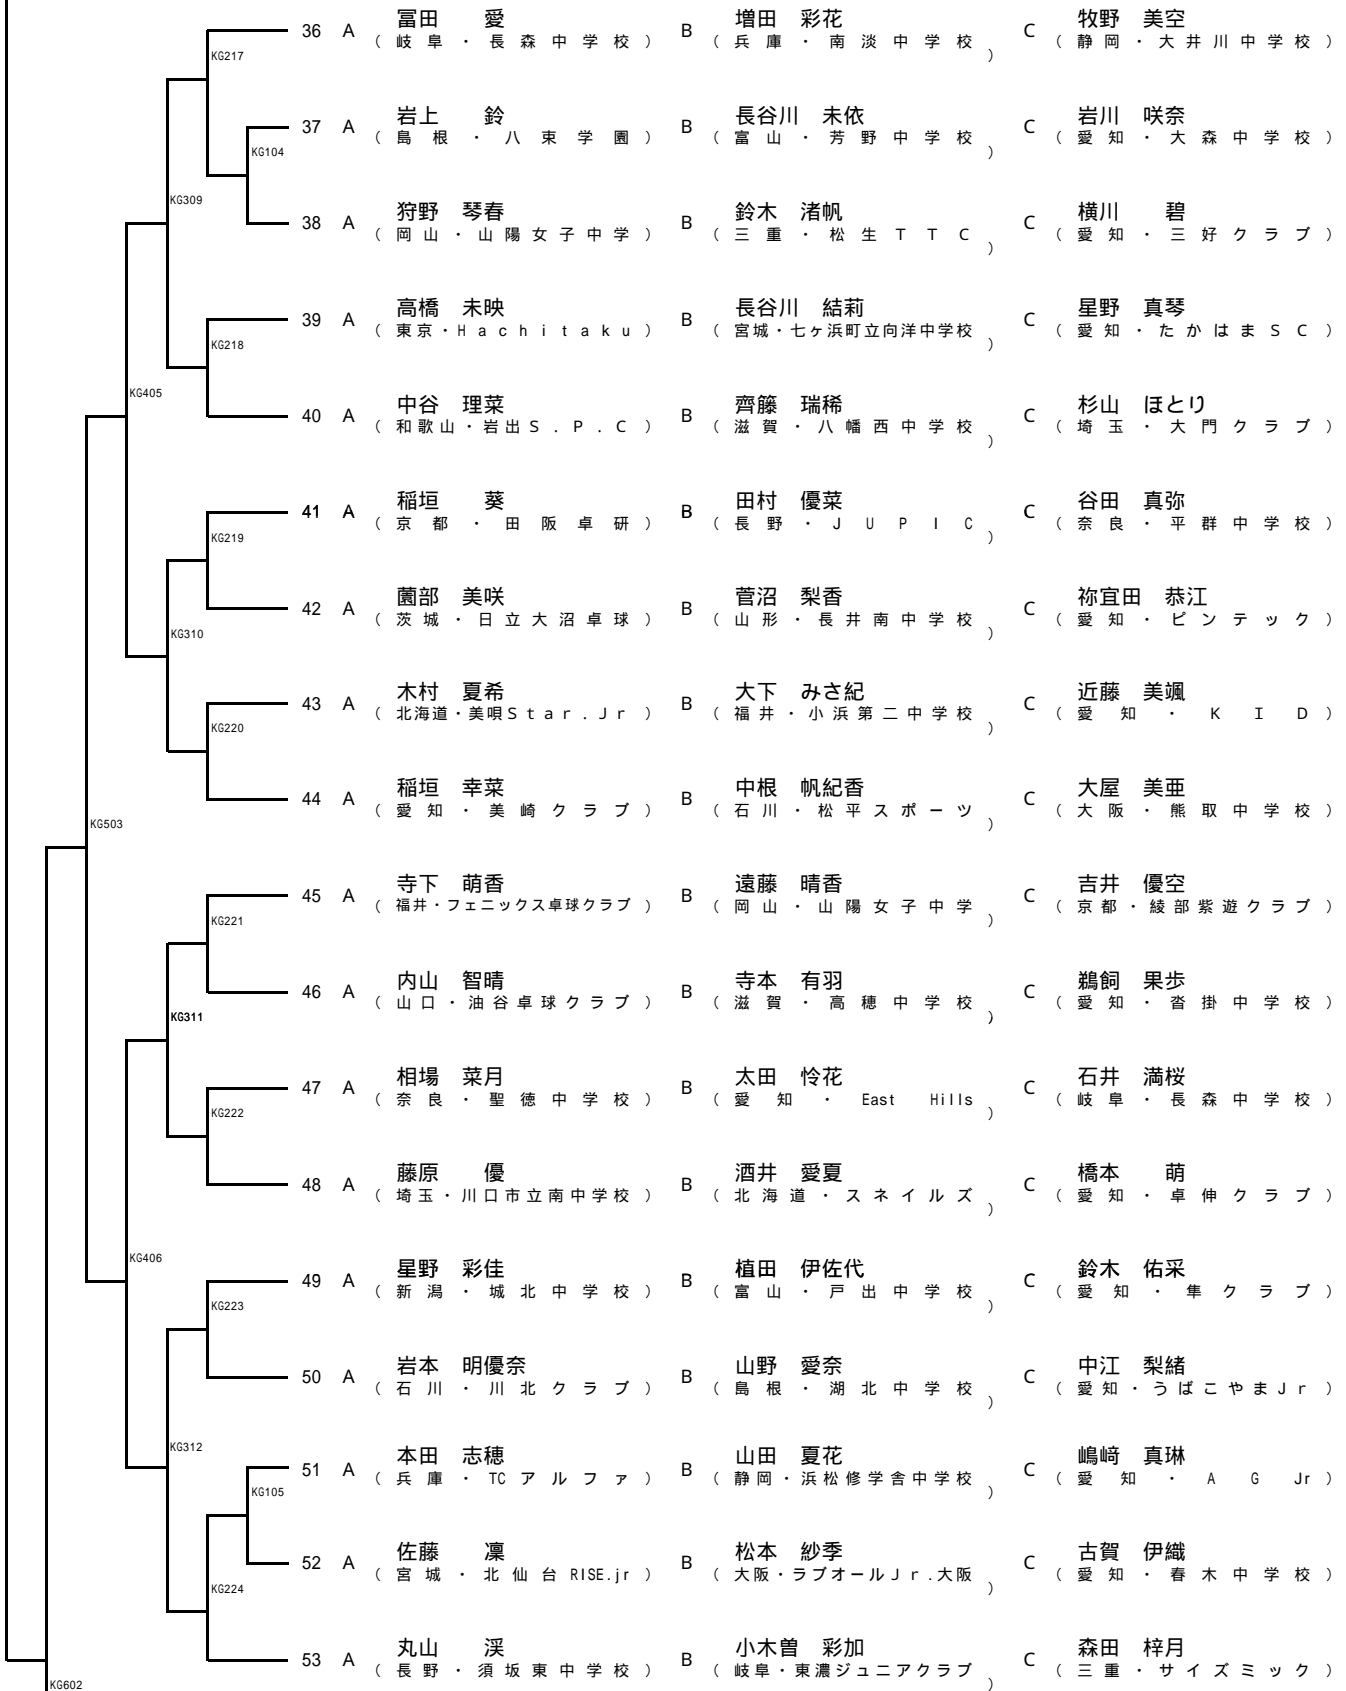 36 A 冨田 愛 B 増田 彩花 C 牧野 美空
（岐阜・長森中学校） （兵庫・南淡中学校） （静岡・大井川中学校）
KG217
37 A 岩上 鈴 B 長谷川 未依 C 岩川 咲奈
（島根・八束学園） （富山・芳野中学校） （愛知・大森中学校）
KG104
KG309
38 A 狩野 琴春 B 鈴木 渚帆 C 横川 碧
（岡山・山陽女子中学） （三重・松生TTC） （愛知・三好クラブ）
39 A 高橋 未映 B 長谷川 結莉 C 星野 真琴
（東京・Hachitaku） （宮城・七ヶ浜町立向洋中学校） （愛知・たかはまSC）
KG218
KG405
40 A 中谷 理菜 B 齊藤 瑞稀 C 杉山 ほとり
（和歌山・岩出S.P.C） （滋賀・八幡西中学校） （埼玉・大門クラブ）
41 A 稲垣 葵 B 田村 優菜 C 谷田 真弥
（京都・田阪卓研） （長野・JUPIC） （奈良・平群中学校）
KG219
42 A 薗部 美咲 B 菅沼 梨香 C 祢宜田 恭江
（茨城・日立大沼卓球） （山形・長井南中学校） （愛知・ピンテック）
KG310
43 A 木村 夏希 B 大下 みさ紀 C 近藤 美颯
（北海道・美唄Star.Jr） （福井・小浜第二中学校） （愛知・KID）
KG220
44 A 稲垣 幸菜 B 中根 帆紀香 C 大屋 美亜
（愛知・美崎クラブ） （石川・松平スポーツ） （大阪・熊取中学校）
KG503
45 A 寺下 萌香 B 遠藤 晴香 C 吉井 優空
（福井・フェニックス卓球クラブ） （岡山・山陽女子中学） （京都・綾部紫遊クラブ）
KG221
46 A 内山 智晴 B 寺本 有羽 C 鵜飼 果歩
（山口・油谷卓球クラブ） （滋賀・高穂中学校） （愛知・沓掛中学校）
KG311
47 A 相場 菜月 B 太田 怜花 C 石井 満桜
（奈良・聖徳中学校） （愛知・East Hills） （岐阜・長森中学校）
KG222
48 A 藤原 優 B 酒井 愛夏 C 橋本 萌
（埼玉・川口市立南中学校） （北海道・スネイルズ） （愛知・卓伸クラブ）
KG406
49 A 星野 彩佳 B 植田 伊佐代 C 鈴木 佑采
（新潟・城北中学校） （富山・戸出中学校） （愛知・隼クラブ）
KG223
50 A 岩本 明優奈 B 山野 愛奈 C 中江 梨緒
（石川・川北クラブ） （島根・湖北中学校） （愛知・うばこやまJr）
KG312
51 A 本田 志穂 B 山田 夏花 C 嶋﨑 真琳
（兵庫・TCアルファ） （静岡・浜松修学舎中学校） （愛知・AG Jr）
KG105
52 A 佐藤 凜 B 松本 紗季 C 古賀 伊織
（宮城・北仙台RISE.jr） （大阪・ラブオールJr.大阪） （愛知・春木中学校）
KG224
53 A 丸山 渓 B 小木曽 彩加 C 森田 梓月
（長野・須坂東中学校） （岐阜・東濃ジュニアクラブ） （三重・サイズミック）
KG602